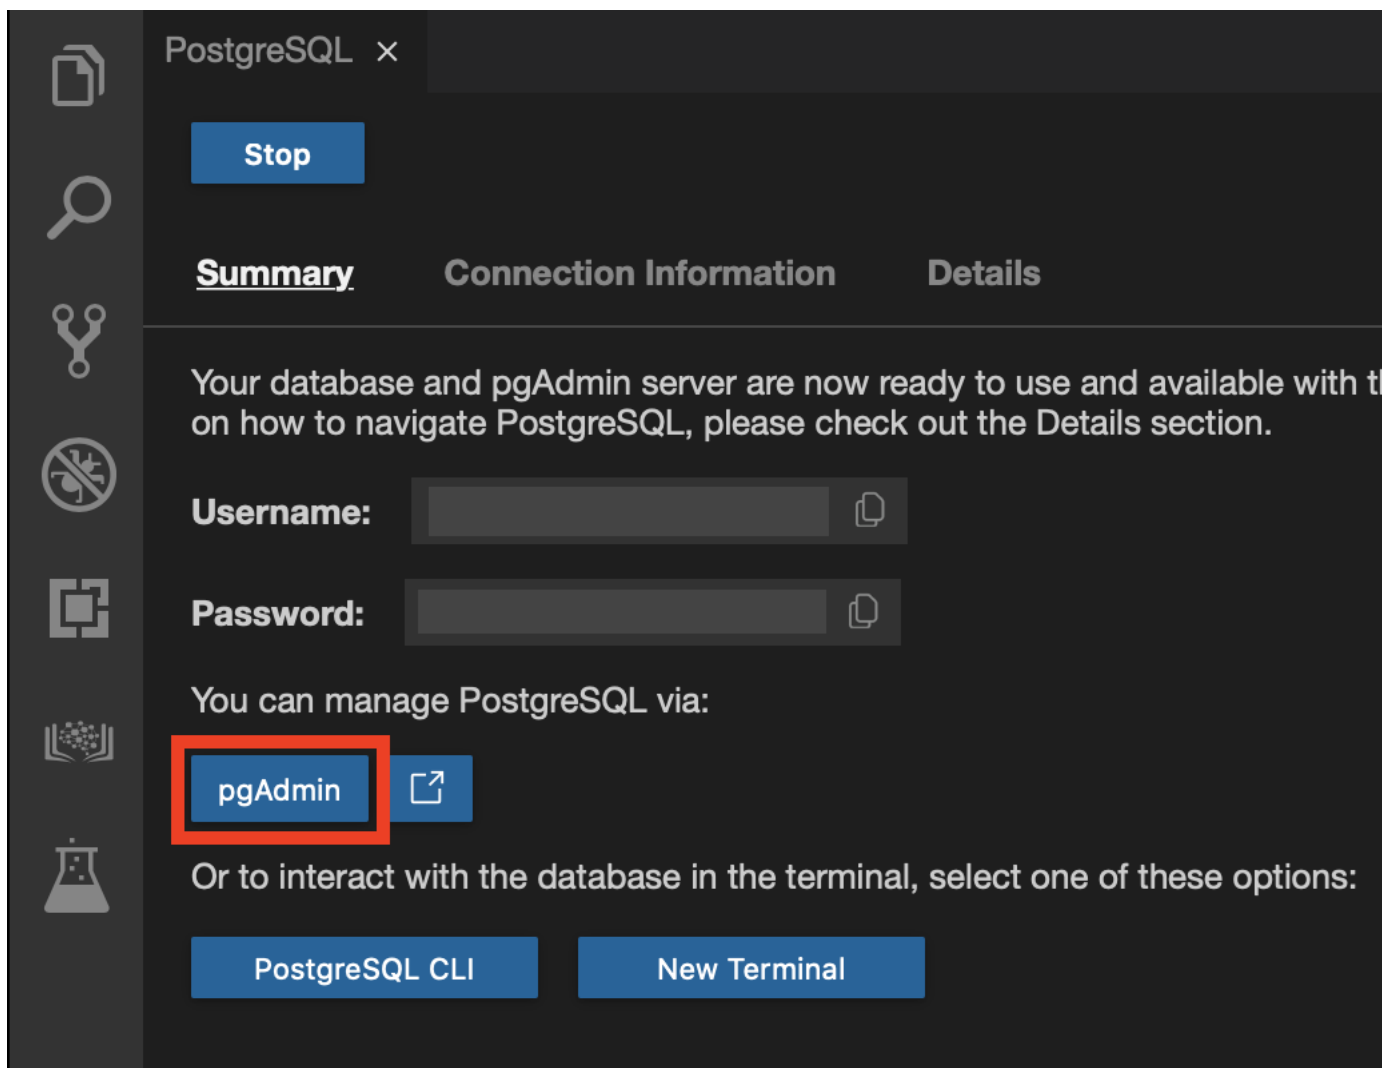 PostgreSQL
Stop
Summary Connection Information Details
Your database and pgAdmin server are now ready to use and available with
on how to navigate PostgreSQL, please check out the Details section.
Username:
Password:
You can manage PostgreSQL via:
pgAdmin
Or to interact with the database in the terminal, select one of these options:
PostgreSQL CLI New Terminal